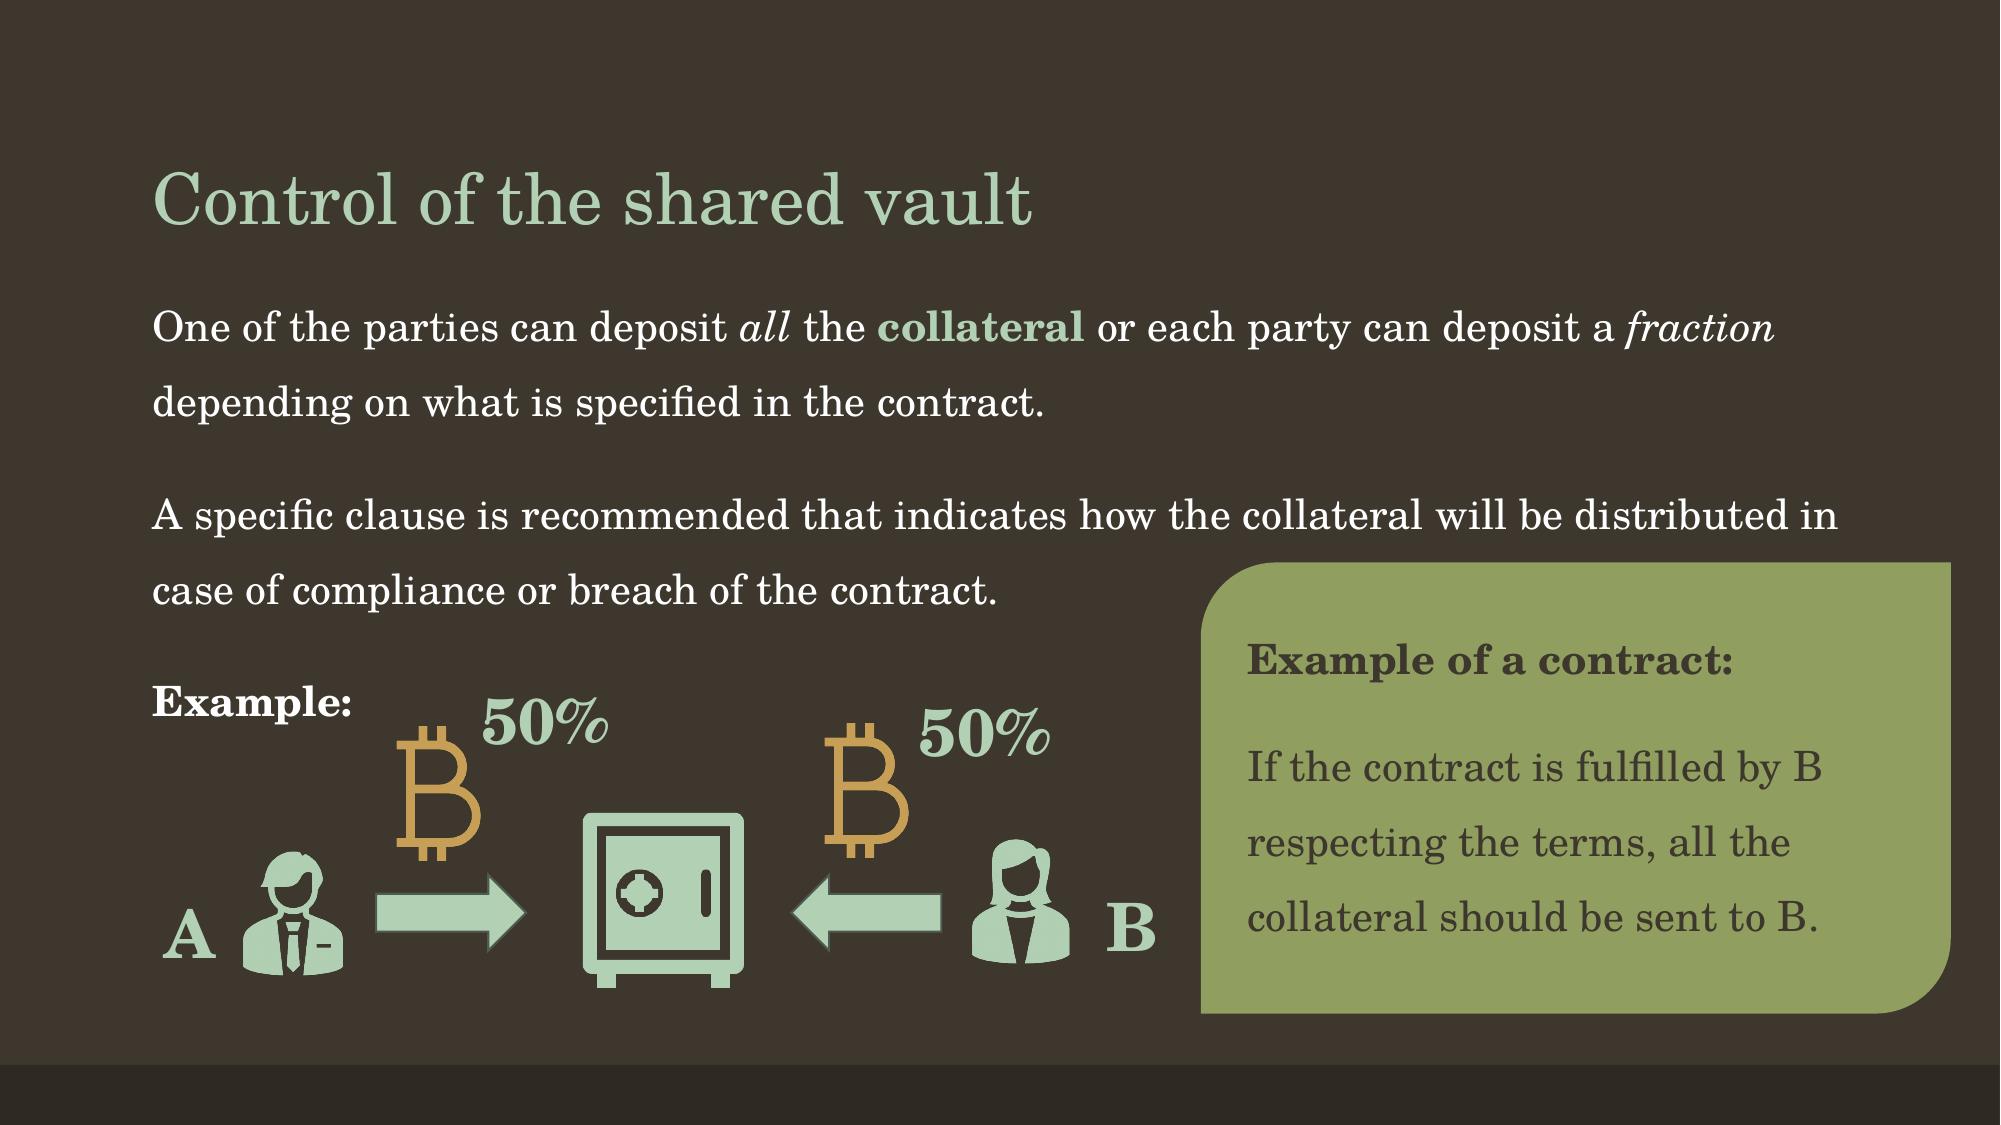 Control of the shared vault
One of the parties can deposit all the collateral or each party can deposit a fraction
depending on what is specified in the contract.
A specific clause is recommended that indicates how the collateral will be distributed in
case of compliance or breach of the contract.
Example:
50%
50%
A
B
Example of a contract:
If the contract is fulfilled by B
respecting the terms, all the
collateral should be sent to B.